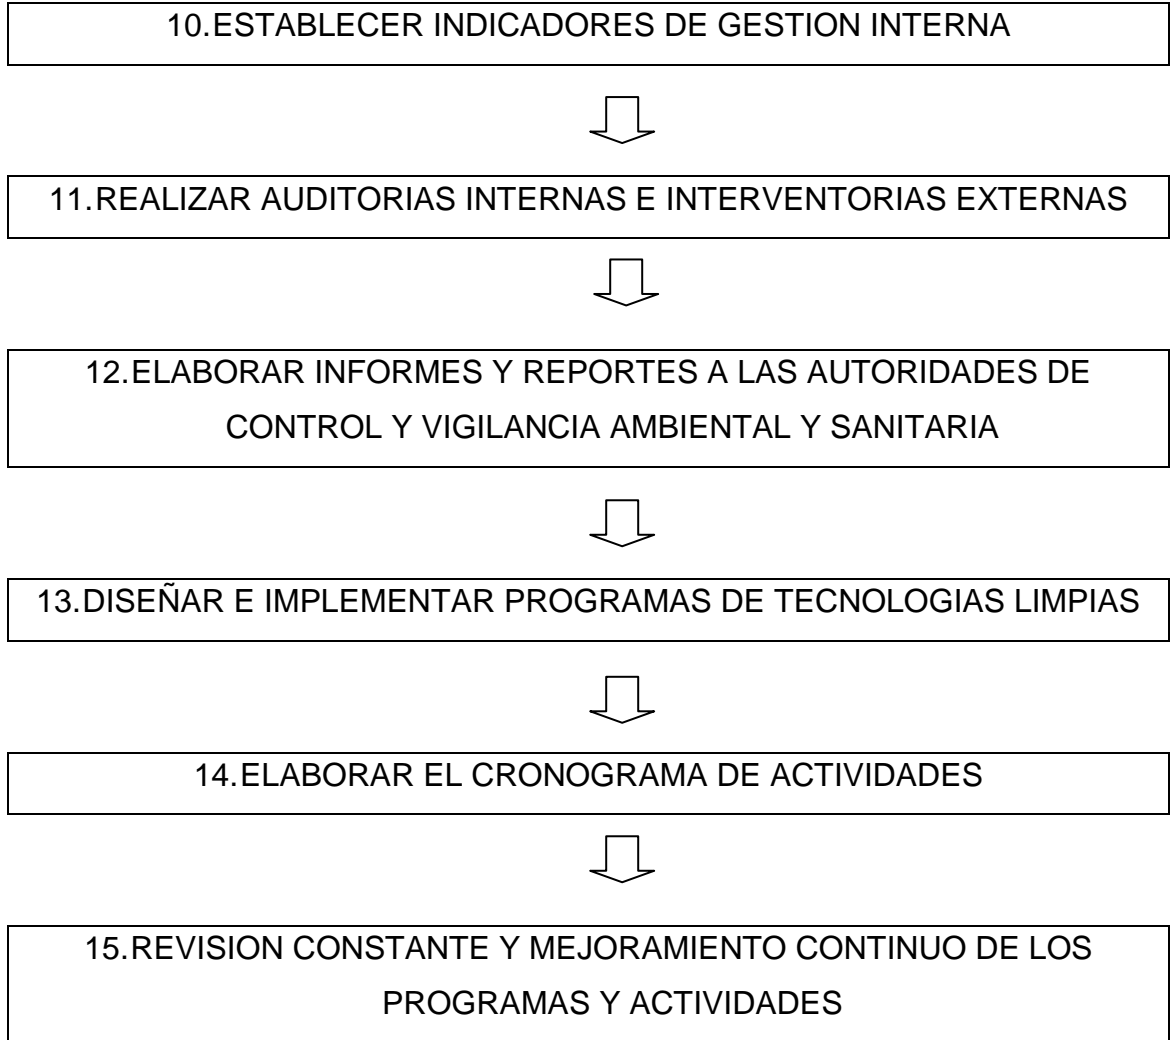 10.ESTABLECER INDICADORES DE GESTION INTERNA
11.REALIZAR AUDITORIAS INTERNAS E INTERVENTORIAS EXTERNAS
12.ELABORAR INFORMES Y REPORTES A LAS AUTORIDADES DE
CONTROL Y VIGILANCIA AMBIENTAL Y SANITARIA
13.DISEÑAR E IMPLEMENTAR PROGRAMAS DE TECNOLOGIAS LIMPIAS
14.ELABORAR EL CRONOGRAMA DE ACTIVIDADES
15.REVISION CONSTANTE Y MEJORAMIENTO CONTINUO DE LOS
PROGRAMAS Y ACTIVIDADES